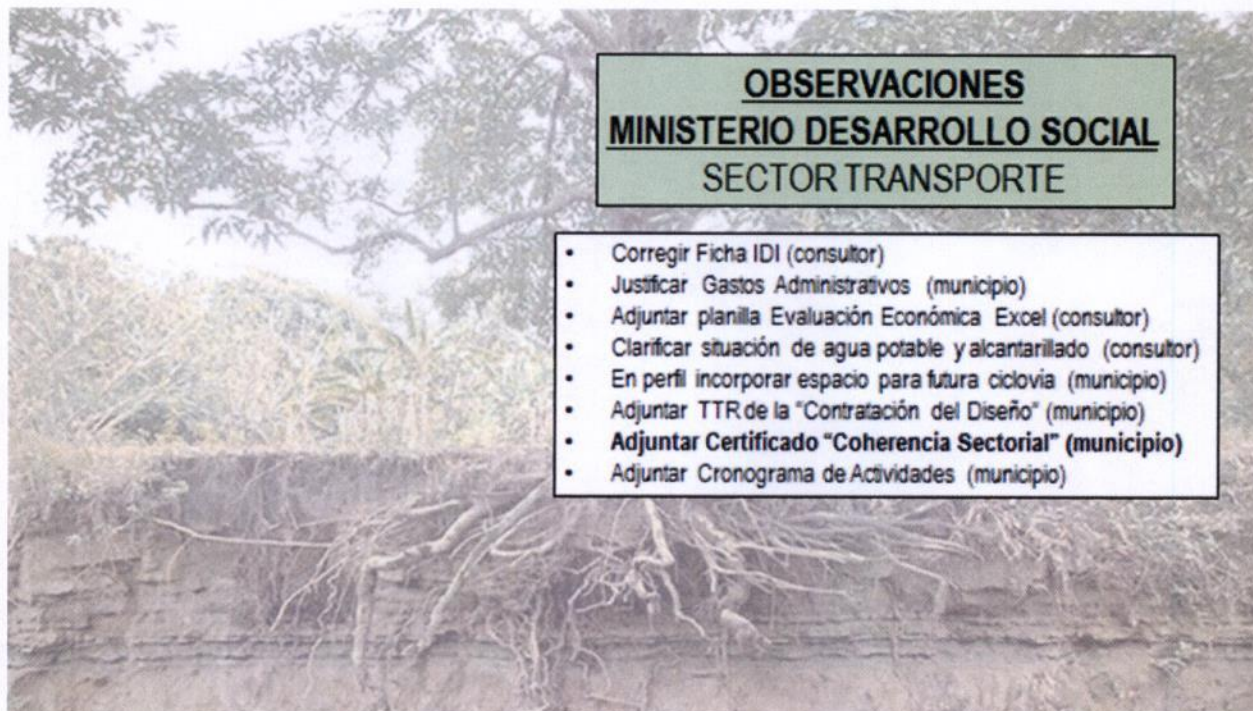 OBSERVACIONES
MINISTERIO DESARROLLO SOCIAL
SECTOR TRANSPORTE
• Corregir Ficha IDI (consultor)
• Justificar Gastos Administrativos (municipio)
• Adjuntar planilla Evaluación Económica Excel (consultor)
• Clarificar situación de agua potable y alcantarillado (consultor)
• En perfil incorporar espacio para futura ciclovía (municipio)
• Adjuntar TTR de la "Contratación del Diseño" (municipio)
• Adjuntar Certificado "Coherencia Sectorial" (municipio)
• Adjuntar Cronograma de Actividades (municipio)